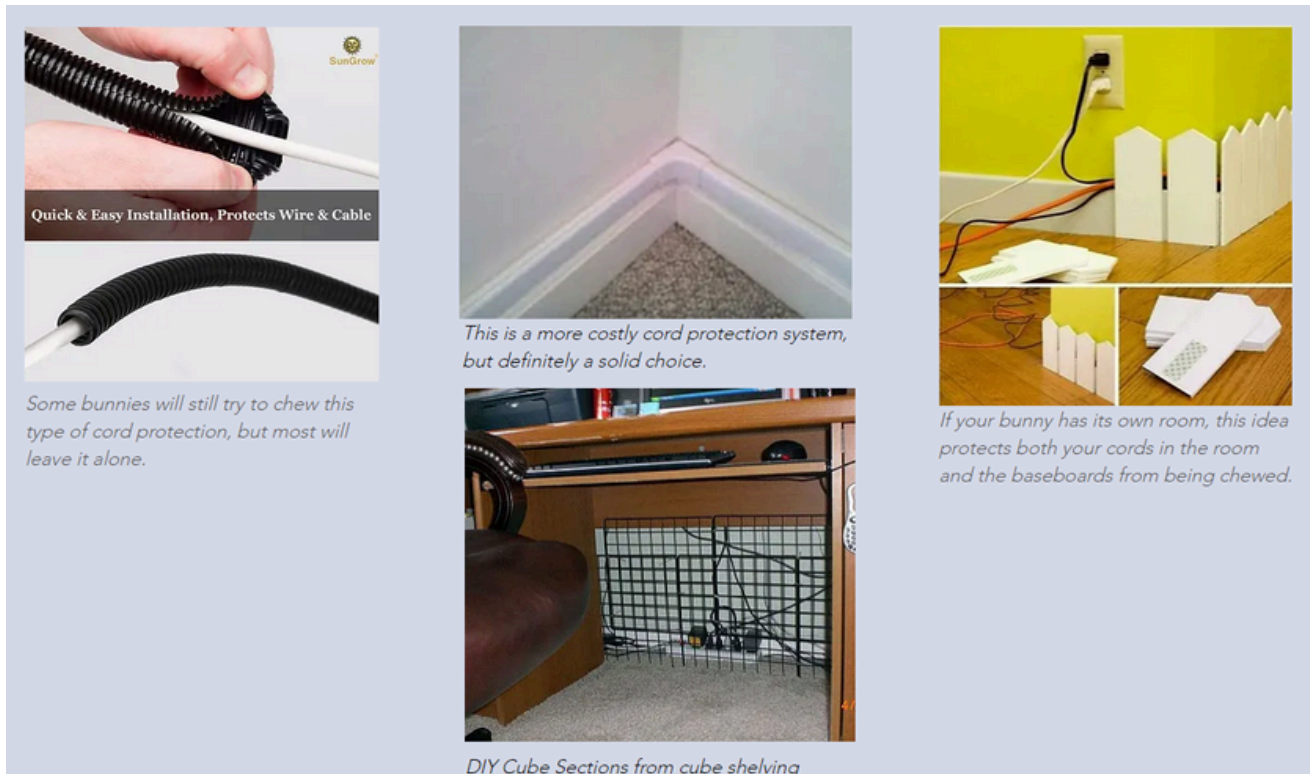 SunGrow
Quick & Easy Installation, Protects Wire & Cable
Some bunnies will still try to chew this
type of cord protection, but most will
leave it alone.
This is a more costly cord protection system,
but definitely a solid choice.
DIY Cube Sections from cube shelving
If your bunny has its own room, this idea
protects both your cords in the room
and the baseboards from being chewed.